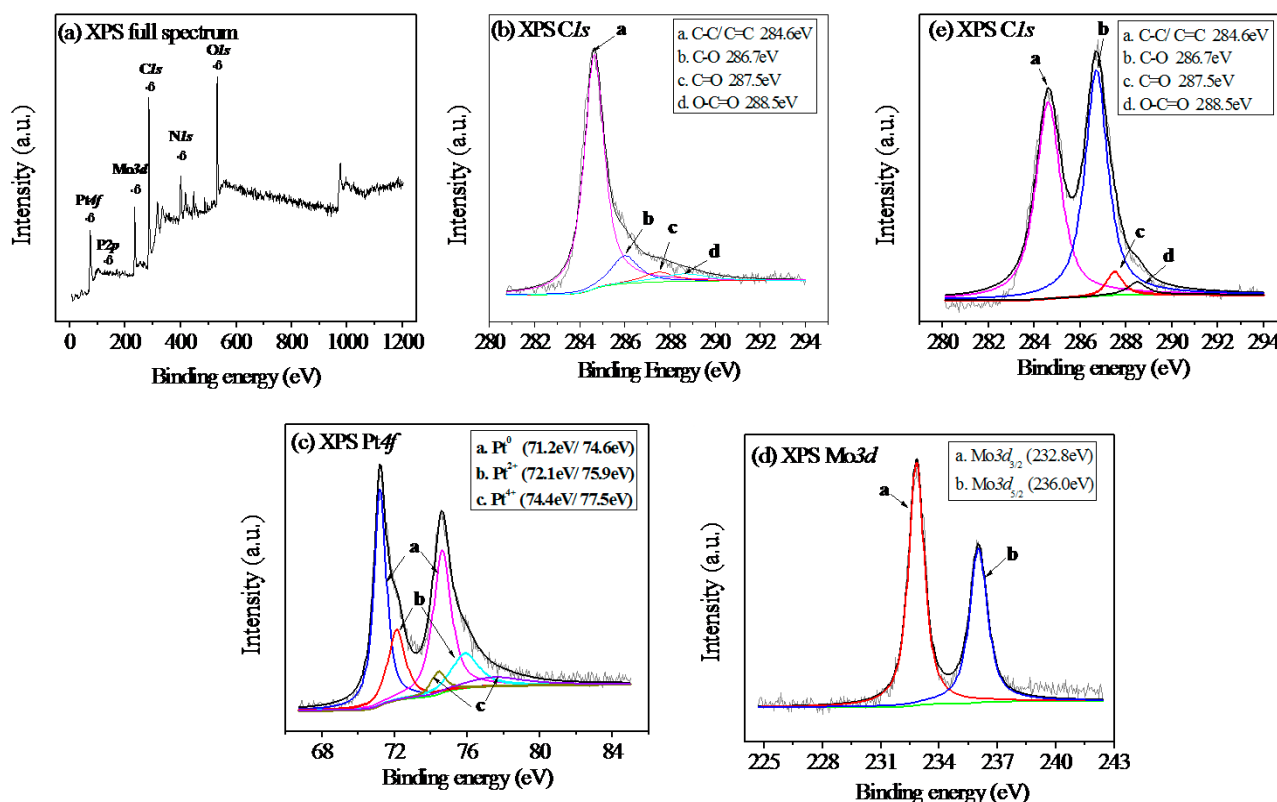 (a) XPS full spectrum
O1s
-δ
C1s
-δ
N1s
-δ
Mo3d
-δ
Pt4f
-δ
P2p
-δ
Intensity (a.u.)
0 200 400 600 800 1000 1200
Binding energy (eV)
(b) XPS C1s
a
a. C-C/ C=C 284.6eV
b. C-O 286.7eV
c. C=O 287.5eV
d. O-C=O 288.5eV
b
c
d
Intensity (a.u.)
280 282 284 286 288 290 292 294
Binding Energy (eV)
(e) XPS C1s
b
a
a. C-C/ C=C 284.6eV
b. C-O 286.7eV
c. C=O 287.5eV
d. O-C=O 288.5eV
c
d
Intensity (a.u.)
280 282 284 286 288 290 292 294
Binding energy (eV)
(c) XPS Pt4f
a. Pt⁰ (71.2eV/ 74.6eV)
b. Pt²⁺ (72.1eV/ 75.9eV)
c. Pt⁴⁺ (74.4eV/ 77.5eV)
a
b
c
Intensity (a.u.)
68 72 76 80 84
Binding energy (eV)
(d) XPS Mo3d
a. Mo3d₃/₂ (232.8eV)
b. Mo3d₅/₂ (236.0eV)
a
b
Intensity (a.u.)
225 228 231 234 237 240 243
Binding energy (eV)